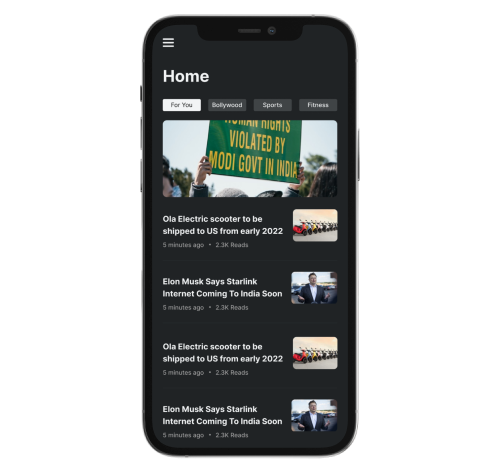 Home
For You
Bollywood
Sports
Fitness
HUMAN RIGHTS
VIOLATED BY
MODI GOVT IN INDIA
Ola Electric scooter to be
shipped to US from early 2022
5 minutes ago • 2.3K Reads
Elon Musk Says Starlink
Internet Coming To India Soon
5 minutes ago • 2.3K Reads
Ola Electric scooter to be
shipped to US from early 2022
5 minutes ago • 2.3K Reads
Elon Musk Says Starlink
Internet Coming To India Soon
5 minutes ago • 2.3K Reads